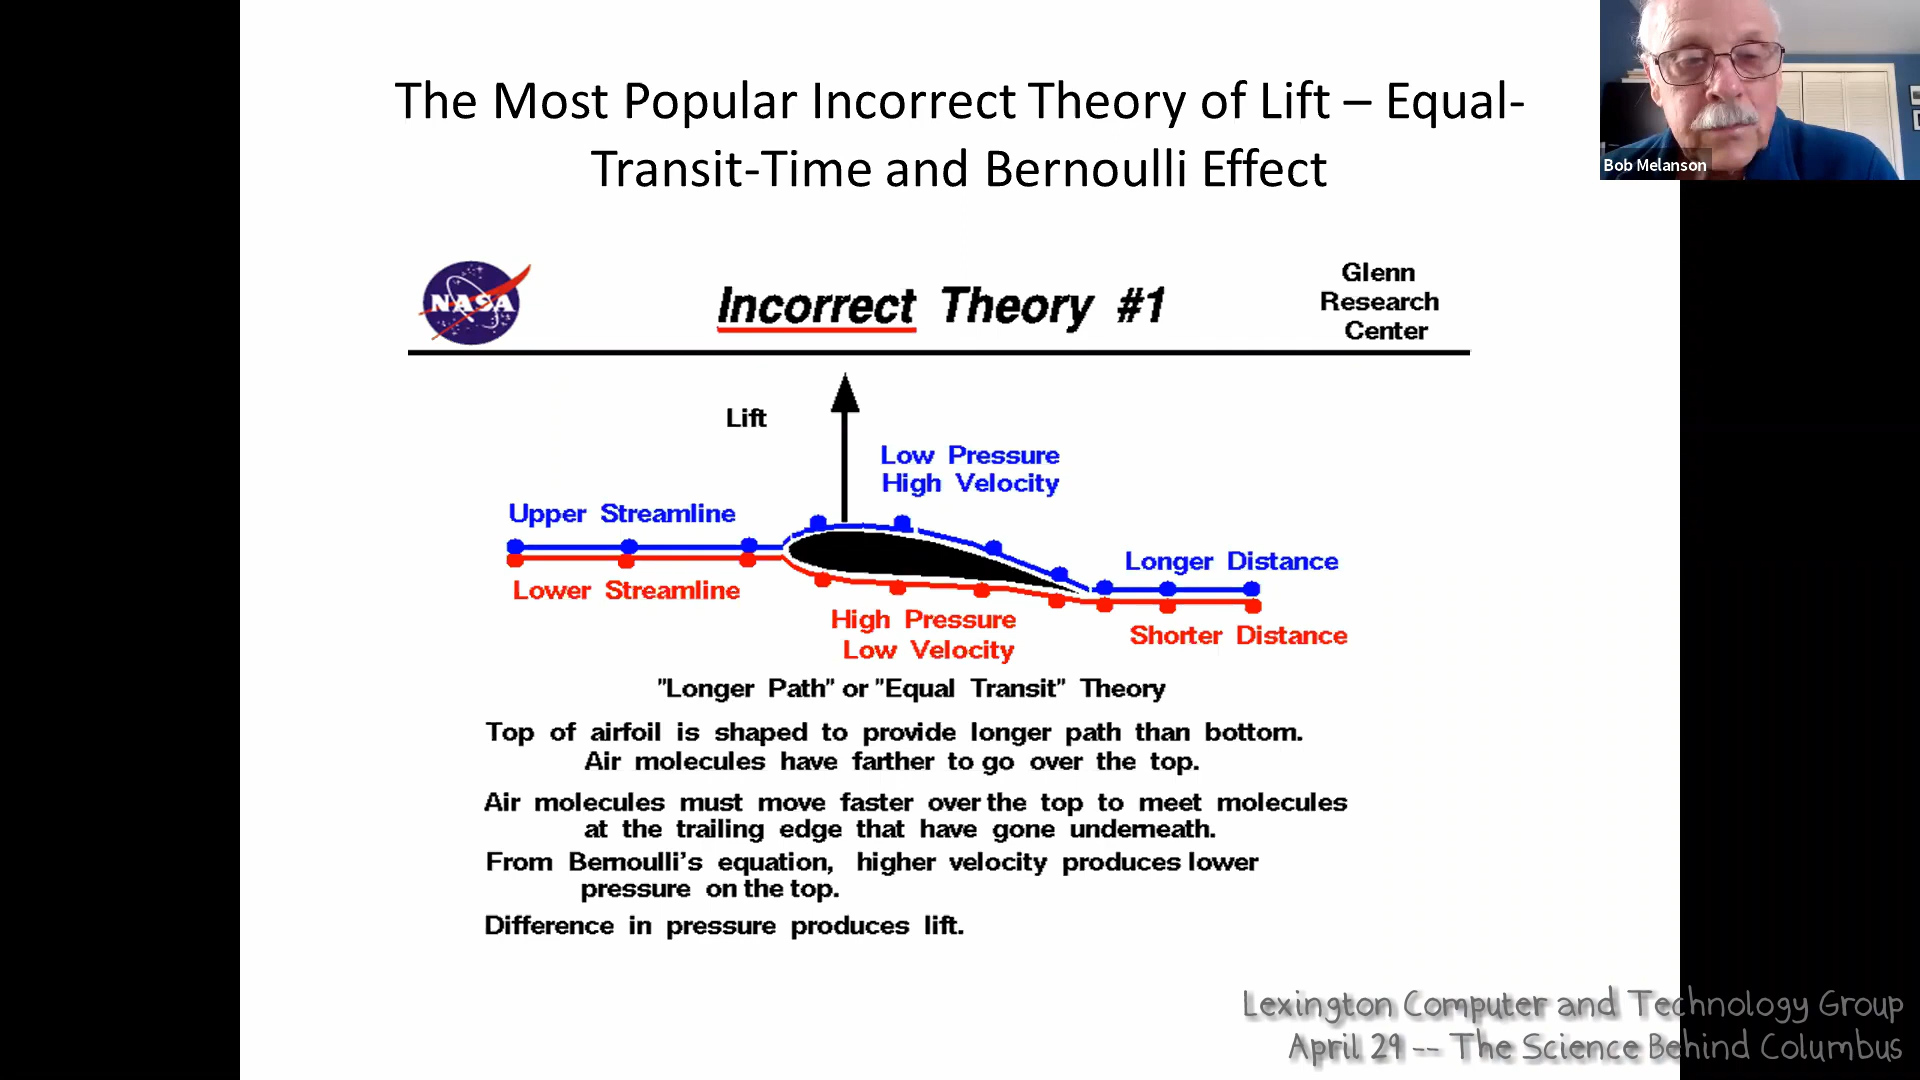 The Most Popular Incorrect Theory of Lift – Equal-
Transit-Time and Bernoulli Effect
Bob Melanson
NASA
Incorrect Theory #1
Glenn
Research
Center
Lift
Low Pressure
High Velocity
Upper Streamline
Lower Streamline
Longer Distance
High Pressure
Low Velocity
Shorter Distance
"Longer Path" or "Equal Transit" Theory
Top of airfoil is shaped to provide longer path than bottom.
Air molecules have farther to go over the top.
Air molecules must move faster over the top to meet molecules
at the trailing edge that have gone underneath.
From Bernoulli's equation, higher velocity produces lower
pressure on the top.
Difference in pressure produces lift.
Lexington Computer and Technology Group
April 29 -- The Science Behind Columbus